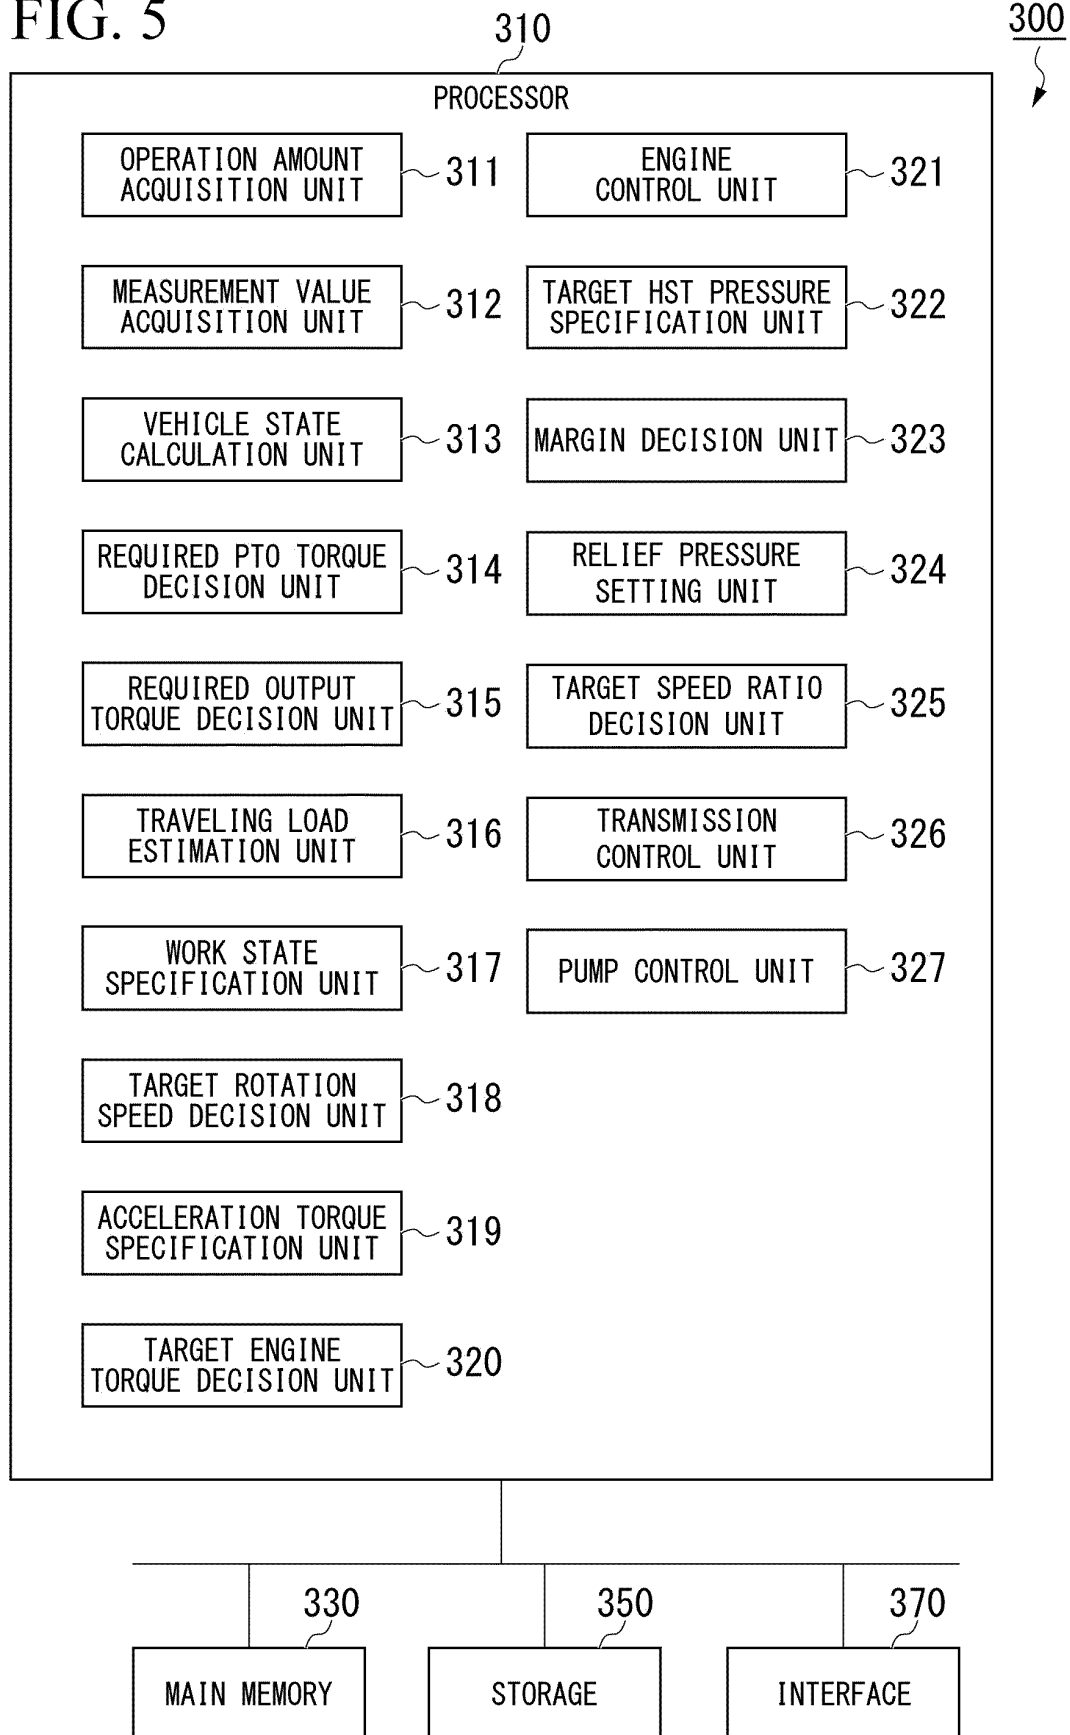 FIG. 5
310
300
PROCESSOR
OPERATION AMOUNT
ACQUISITION UNIT
311
MEASUREMENT VALUE
ACQUISITION UNIT
312
VEHICLE STATE
CALCULATION UNIT
313
REQUIRED PTO TORQUE
DECISION UNIT
314
REQUIRED OUTPUT
TORQUE DECISION UNIT
315
TRAVELING LOAD
ESTIMATION UNIT
316
WORK STATE
SPECIFICATION UNIT
317
TARGET ROTATION
SPEED DECISION UNIT
318
ACCELERATION TORQUE
SPECIFICATION UNIT
319
TARGET ENGINE
TORQUE DECISION UNIT
320
ENGINE
CONTROL UNIT
321
TARGET HST PRESSURE
SPECIFICATION UNIT
322
MARGIN DECISION UNIT
323
RELIEF PRESSURE
SETTING UNIT
324
TARGET SPEED RATIO
DECISION UNIT
325
TRANSMISSION
CONTROL UNIT
326
PUMP CONTROL UNIT
327
330
MAIN MEMORY
350
STORAGE
370
INTERFACE